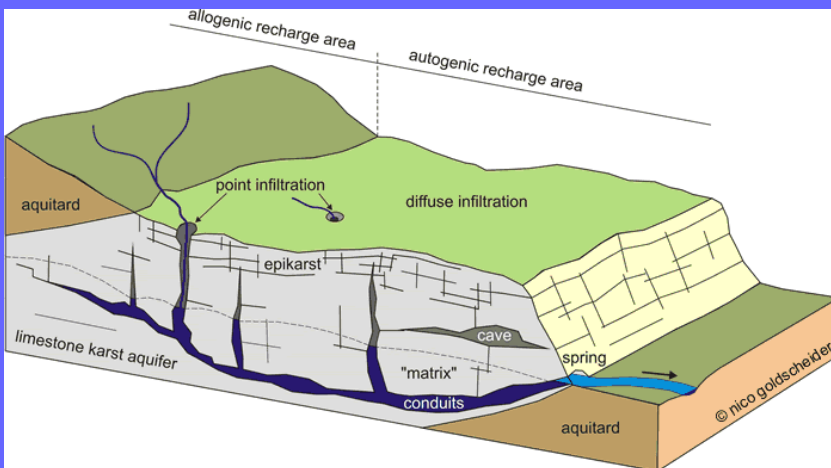 allogenic recharge area
autogenic recharge area
aquitard
point infiltration
diffuse infiltration
epikarst
cave
limestone karst aquifer
spring
"matrix"
conduits
aquitard
© nico goldscheider